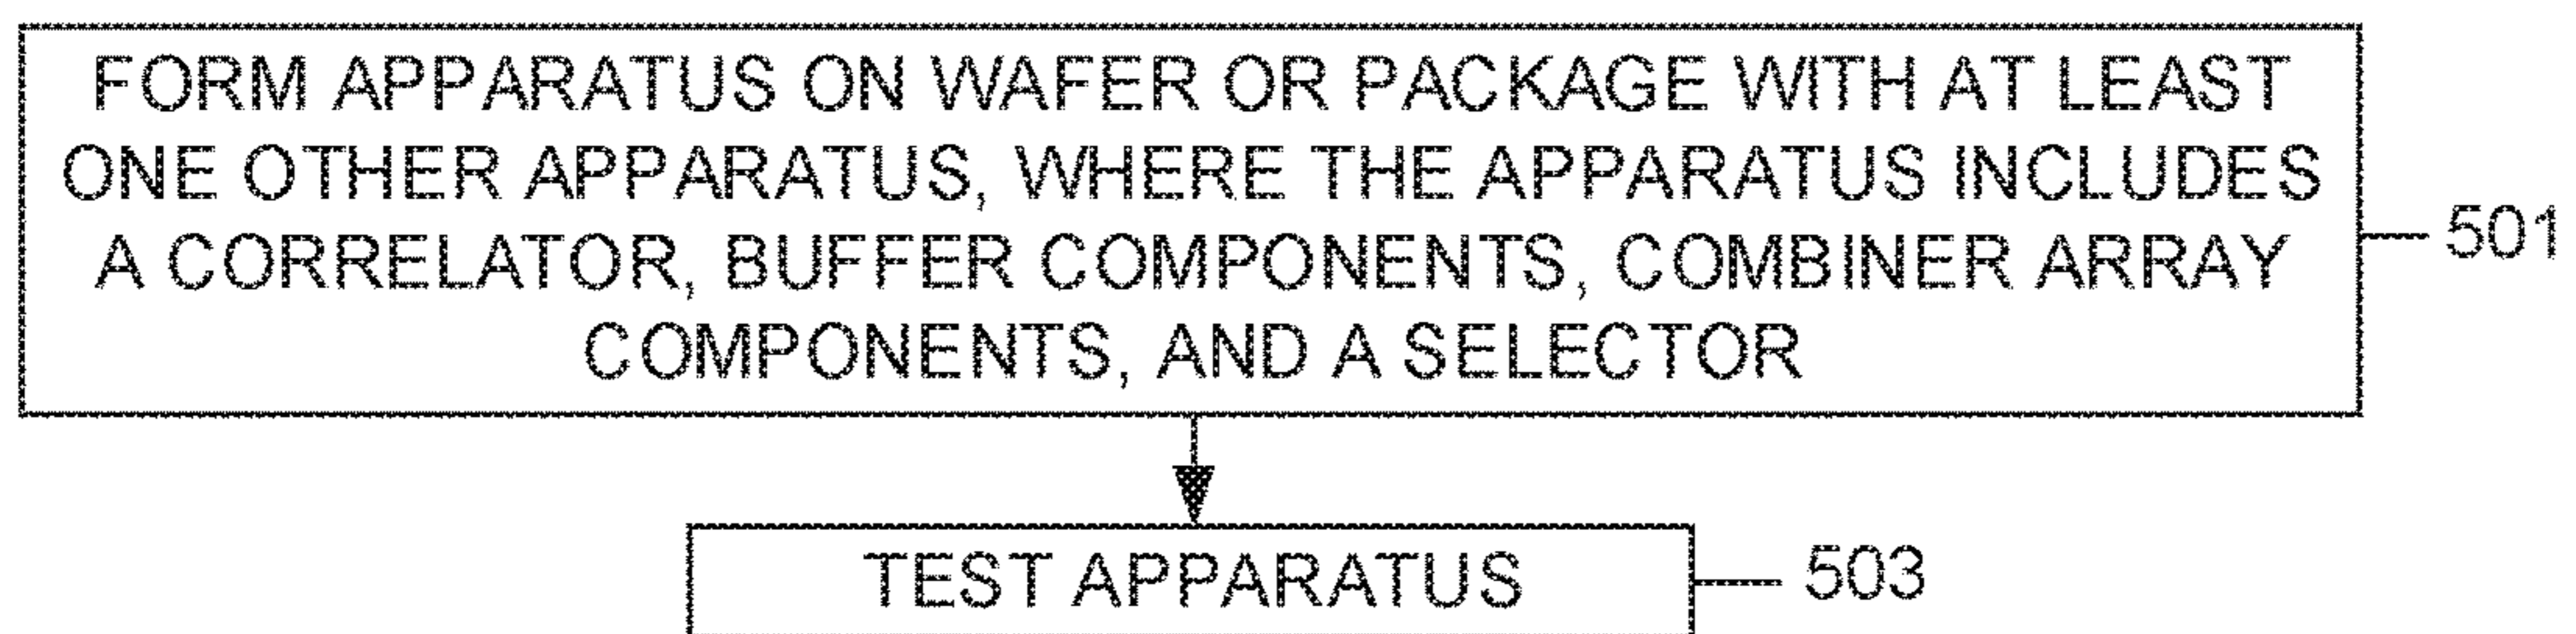 FORM APPARATUS ON WAFER OR PACKAGE WITH AT LEAST
ONE OTHER APPARATUS, WHERE THE APPARATUS INCLUDES
A CORRELATOR, BUFFER COMPONENTS, COMBINER ARRAY
COMPONENTS, AND A SELECTOR
501
TEST APPARATUS
503